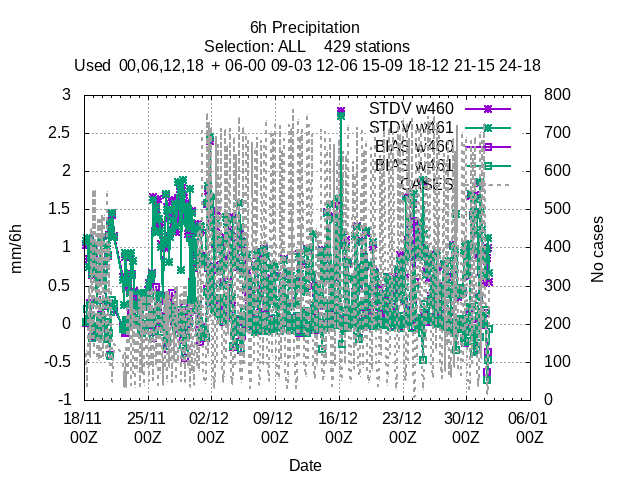 6h Precipitation
Selection: ALL 429 stations
Used 00,06,12,18 + 06-00 09-03 12-06 15-09 18-12 21-15 24-18
STDV w460
STDV w461
BIAS w460
BIAS w461
CASES
3
2.5
2
1.5
1
0.5
0
-0.5
-1
mm/6h
800
700
600
500
400
300
200
100
0
No cases
18/11 25/11 02/12 09/12 16/12 23/12 30/12 06/01
00Z 00Z 00Z 00Z 00Z 00Z 00Z 00Z
Date